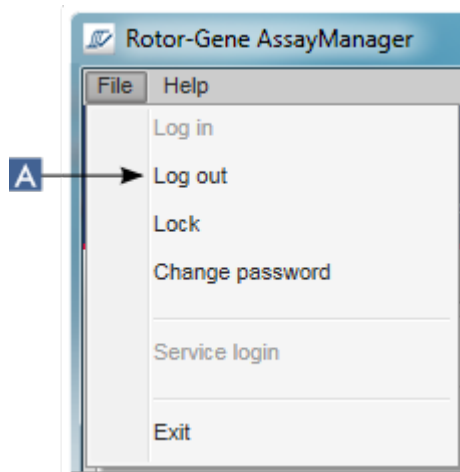 Rotor-Gene AssayManager
File Help
Log in
A Log out
Lock
Change password
Service login
Exit